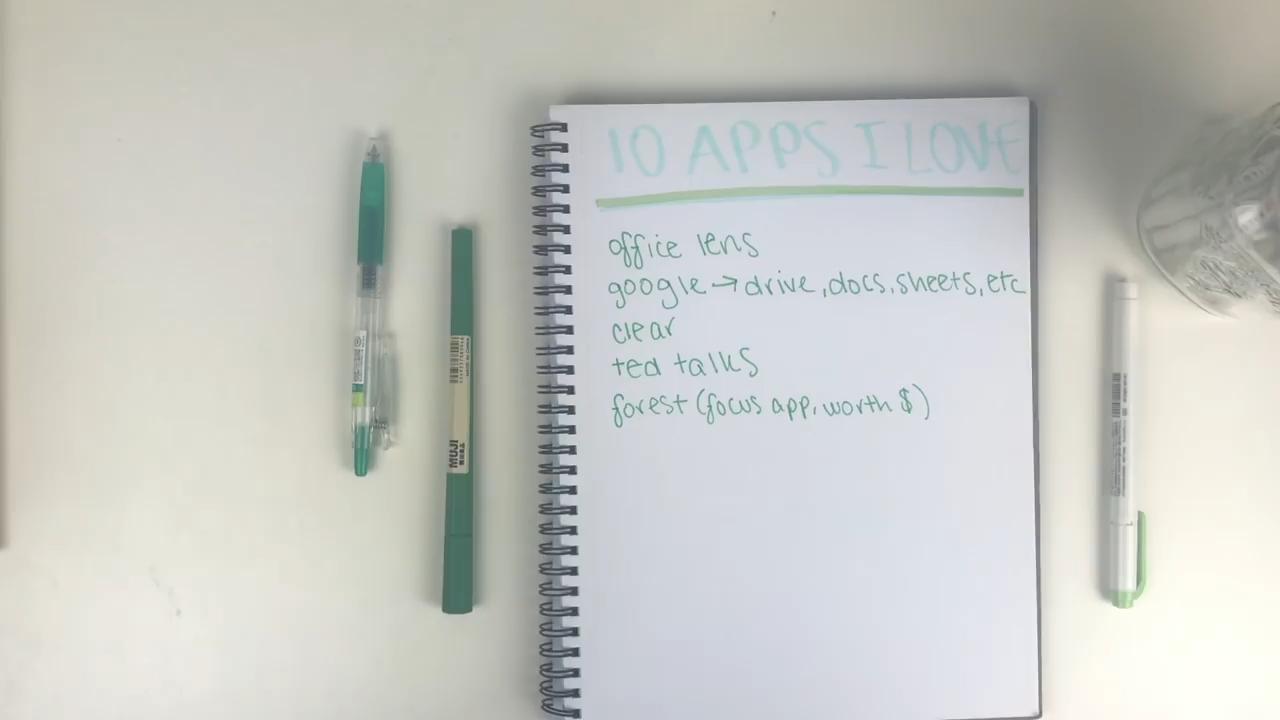 10 APPS I LOVE
office lens
google → drive, docs, sheets, etc
clear
ted talks
forest (focus app, worth $)
MUJI